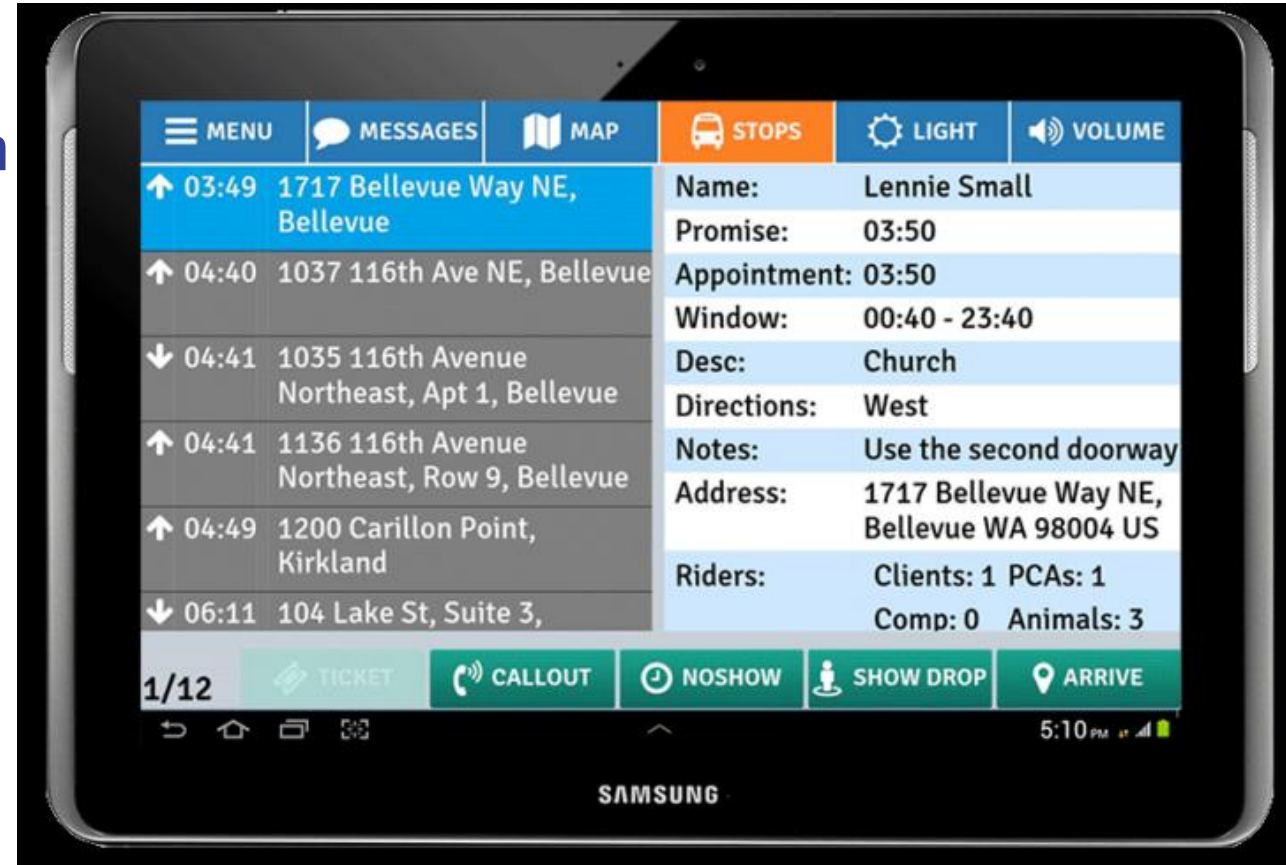 MENU MESSAGES MAP STOPS LIGHT VOLUME
03:49 1717 Bellevue Way NE,
Bellevue
04:40 1037 116th Ave NE, Bellevue
04:41 1035 116th Avenue
Northeast, Apt 1, Bellevue
04:41 1136 116th Avenue
Northeast, Row 9, Bellevue
04:49 1200 Carillon Point,
Kirkland
06:11 104 Lake St, Suite 3,
Name: Lennie Small
Promise: 03:50
Appointment: 03:50
Window: 00:40 - 23:40
Desc: Church
Directions: West
Notes: Use the second doorway
Address: 1717 Bellevue Way NE,
Bellevue WA 98004 US
Riders: Clients: 1 PCAs: 1
Comp: 0 Animals: 3
1/12 TICKET CALLOUT NOSHOW SHOW DROP ARRIVE
5:10 PM
SAMSUNG